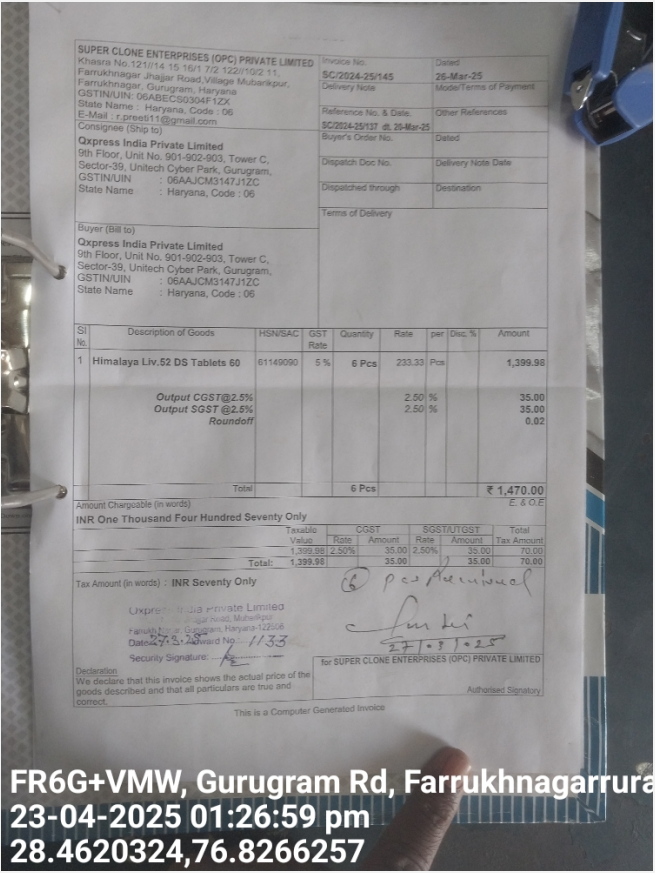 SUPER CLONE ENTERPRISES (OPC) PRIVATE LIMITED
Khasra No.121//14 15 16/1 7/2 122//10/2 11,
Farrukhnagar Jhajjar Road,Village Mubarikpur,
Farrukhnagar, Gurugram, Haryana
GSTIN/UIN: 06ABECS0304F1ZX
State Name : Haryana, Code : 06
E-Mail : r.preeti11@gmail.com
Invoice No. Dated
SC/2024-25/145 26-Mar-25
Delivery Note Mode/Terms of Payment
Reference No. & Date. Other References
SC/2024-25/137 dt. 20-Mar-25
Buyer's Order No. Dated
Dispatch Doc No. Delivery Note Date
Dispatched through Destination
Terms of Delivery
Consignee (Ship to)
Qxpress India Private Limited
9th Floor, Unit No. 901-902-903, Tower C,
Sector-39, Unitech Cyber Park, Gurugram,
GSTIN/UIN : 06AAJCM3147J1ZC
State Name : Haryana, Code : 06
Buyer (Bill to)
Qxpress India Private Limited
9th Floor, Unit No. 901-902-903, Tower C,
Sector-39, Unitech Cyber Park, Gurugram,
GSTIN/UIN : 06AAJCM3147J1ZC
State Name : Haryana, Code : 06
Sl No. Description of Goods HSN/SAC GST Rate Quantity Rate per Disc. % Amount
1 Himalaya Liv.52 DS Tablets 60 61149090 5 % 6 Pcs 233.33 Pcs 1,399.98
Output CGST@2.5% 2.50 % 35.00
Output SGST @2.5% 2.50 % 35.00
Roundoff 0.02
Total 6 Pcs ₹ 1,470.00
Amount Chargeable (in words) E. & O.E
INR One Thousand Four Hundred Seventy Only
Taxable Value CGST SGST/UTGST Total Tax Amount
Rate Amount Rate Amount
1,399.98 2.50% 35.00 2.50% 35.00 70.00
Total: 1,399.98 35.00 35.00 70.00
Tax Amount (in words) : INR Seventy Only
Qxpress India Private Limited
Jhajjar Road, Mubarikpur
Gurugram, Haryana-122506
Date 27.3.25 No. 1133
Security Signature:
27/03/25
for SUPER CLONE ENTERPRISES (OPC) PRIVATE LIMITED
Authorised Signatory
Declaration
We declare that this invoice shows the actual price of the
goods described and that all particulars are true and
correct.
This is a Computer Generated Invoice
FR6G+VMW, Gurugram Rd, Farrukhnagarrura
23-04-2025 01:26:59 pm
28.4620324,76.8266257